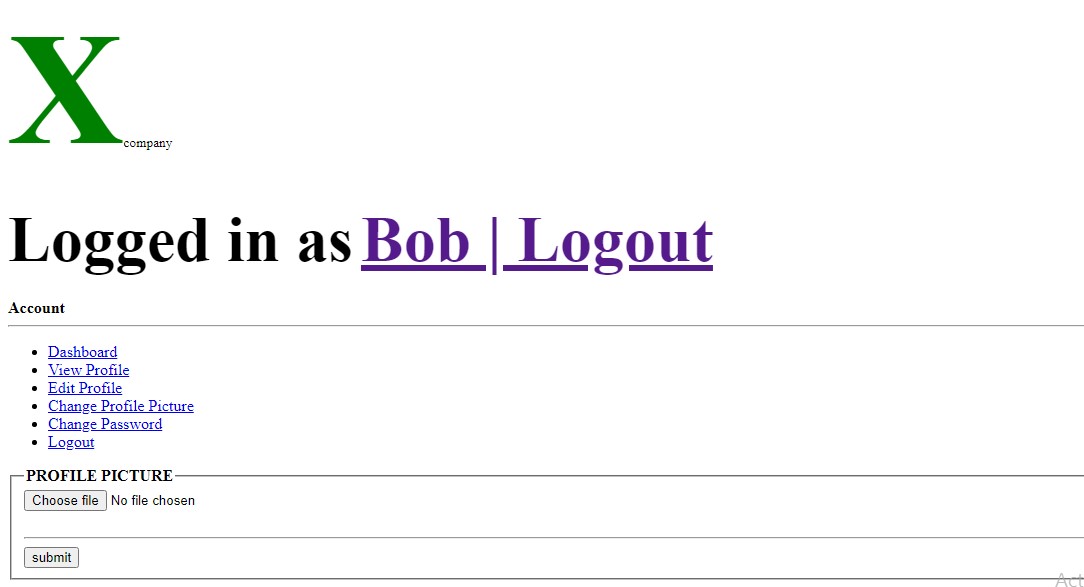 X company
Logged in as Bob | Logout
Account
Dashboard
View Profile
Edit Profile
Change Profile Picture
Change Password
Logout
PROFILE PICTURE
Choose file No file chosen
submit
Act